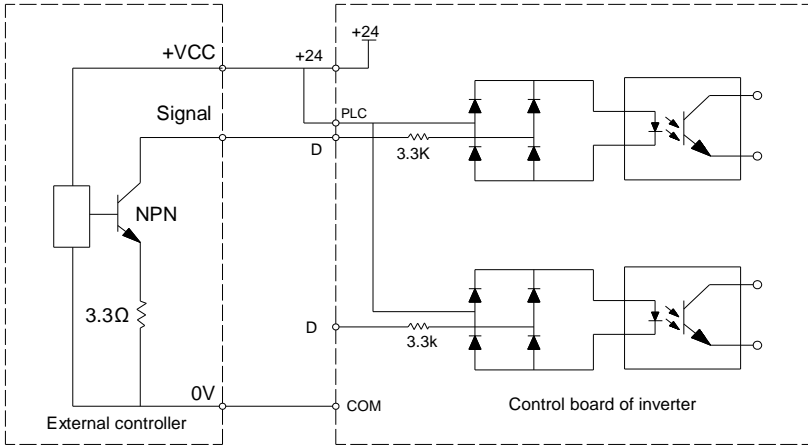 +24
+VCC
+24
PLC
Signal
D
3.3K
NPN
3.3Ω
D
3.3k
0V
COM
External controller
Control board of inverter